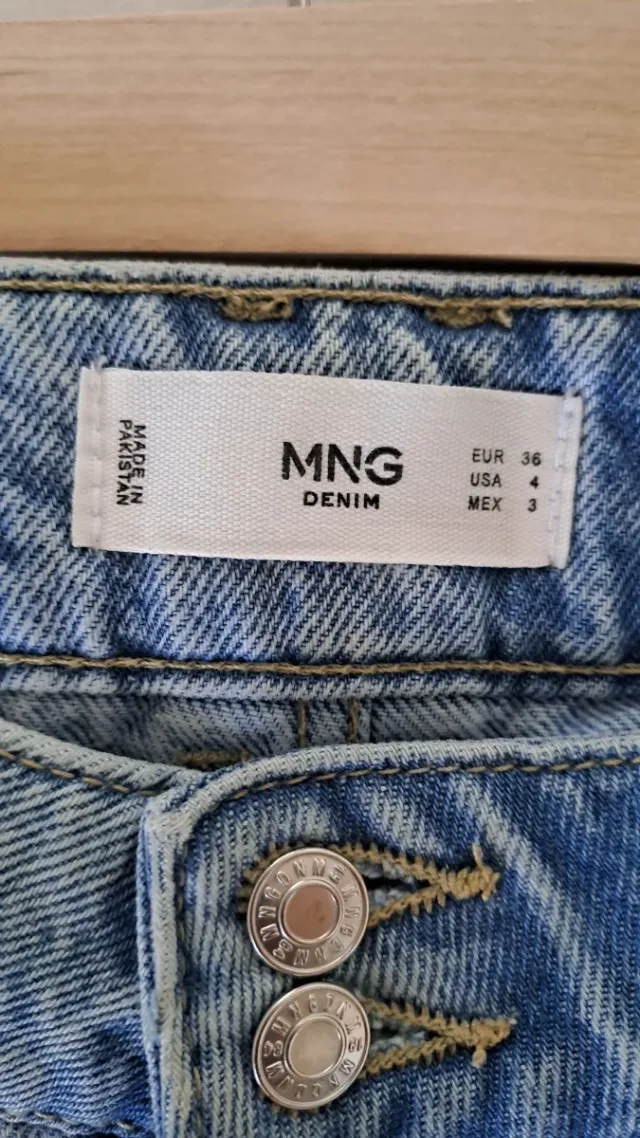 MADE IN
PAKISTAN
MNG
DENIM
EUR 36
USA 4
MEX 3